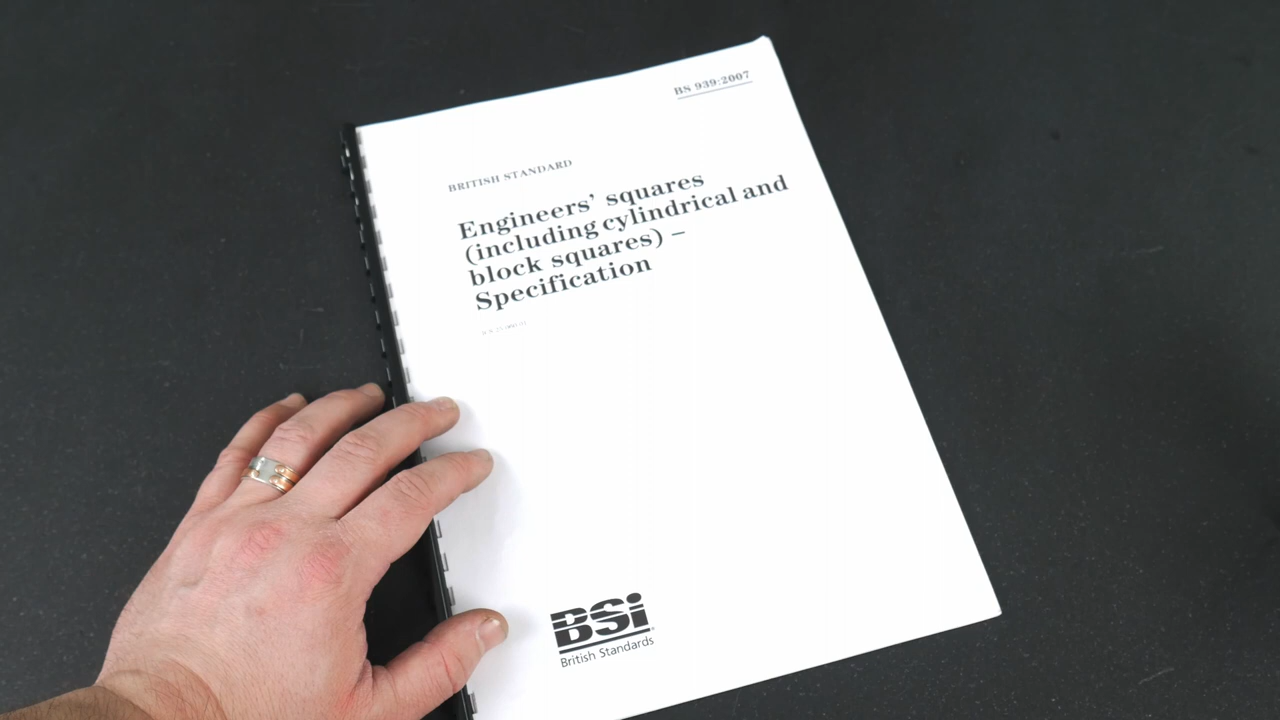 BS 939:2007
BRITISH STANDARD
Engineers’ squares
(including cylindrical and
block squares) –
Specification
BSi
British Standards